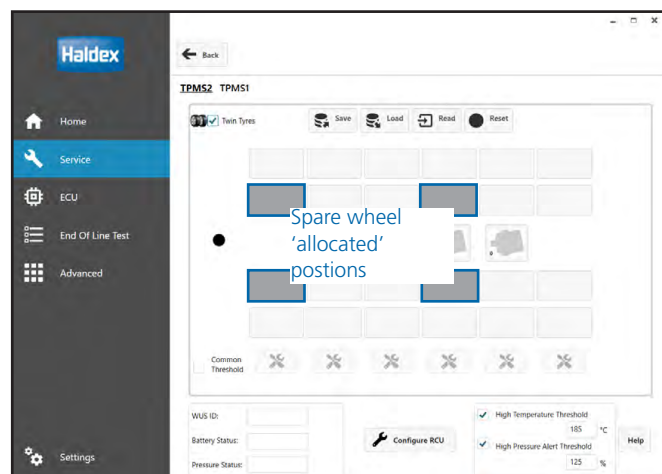 Haldex
Back
TPMS2 TPMS1
Home
Service
ECU
End Of Line Test
Advanced
Settings
Twin Tyres
Save
Load
Read
Reset
Spare wheel
‘allocated’
postions
Common
Threshold
WUS ID:
Battery Status:
Pressure Status:
Configure RCU
High Temperature Threshold
185 °C
High Pressure Alert Threshold
125 %
Help